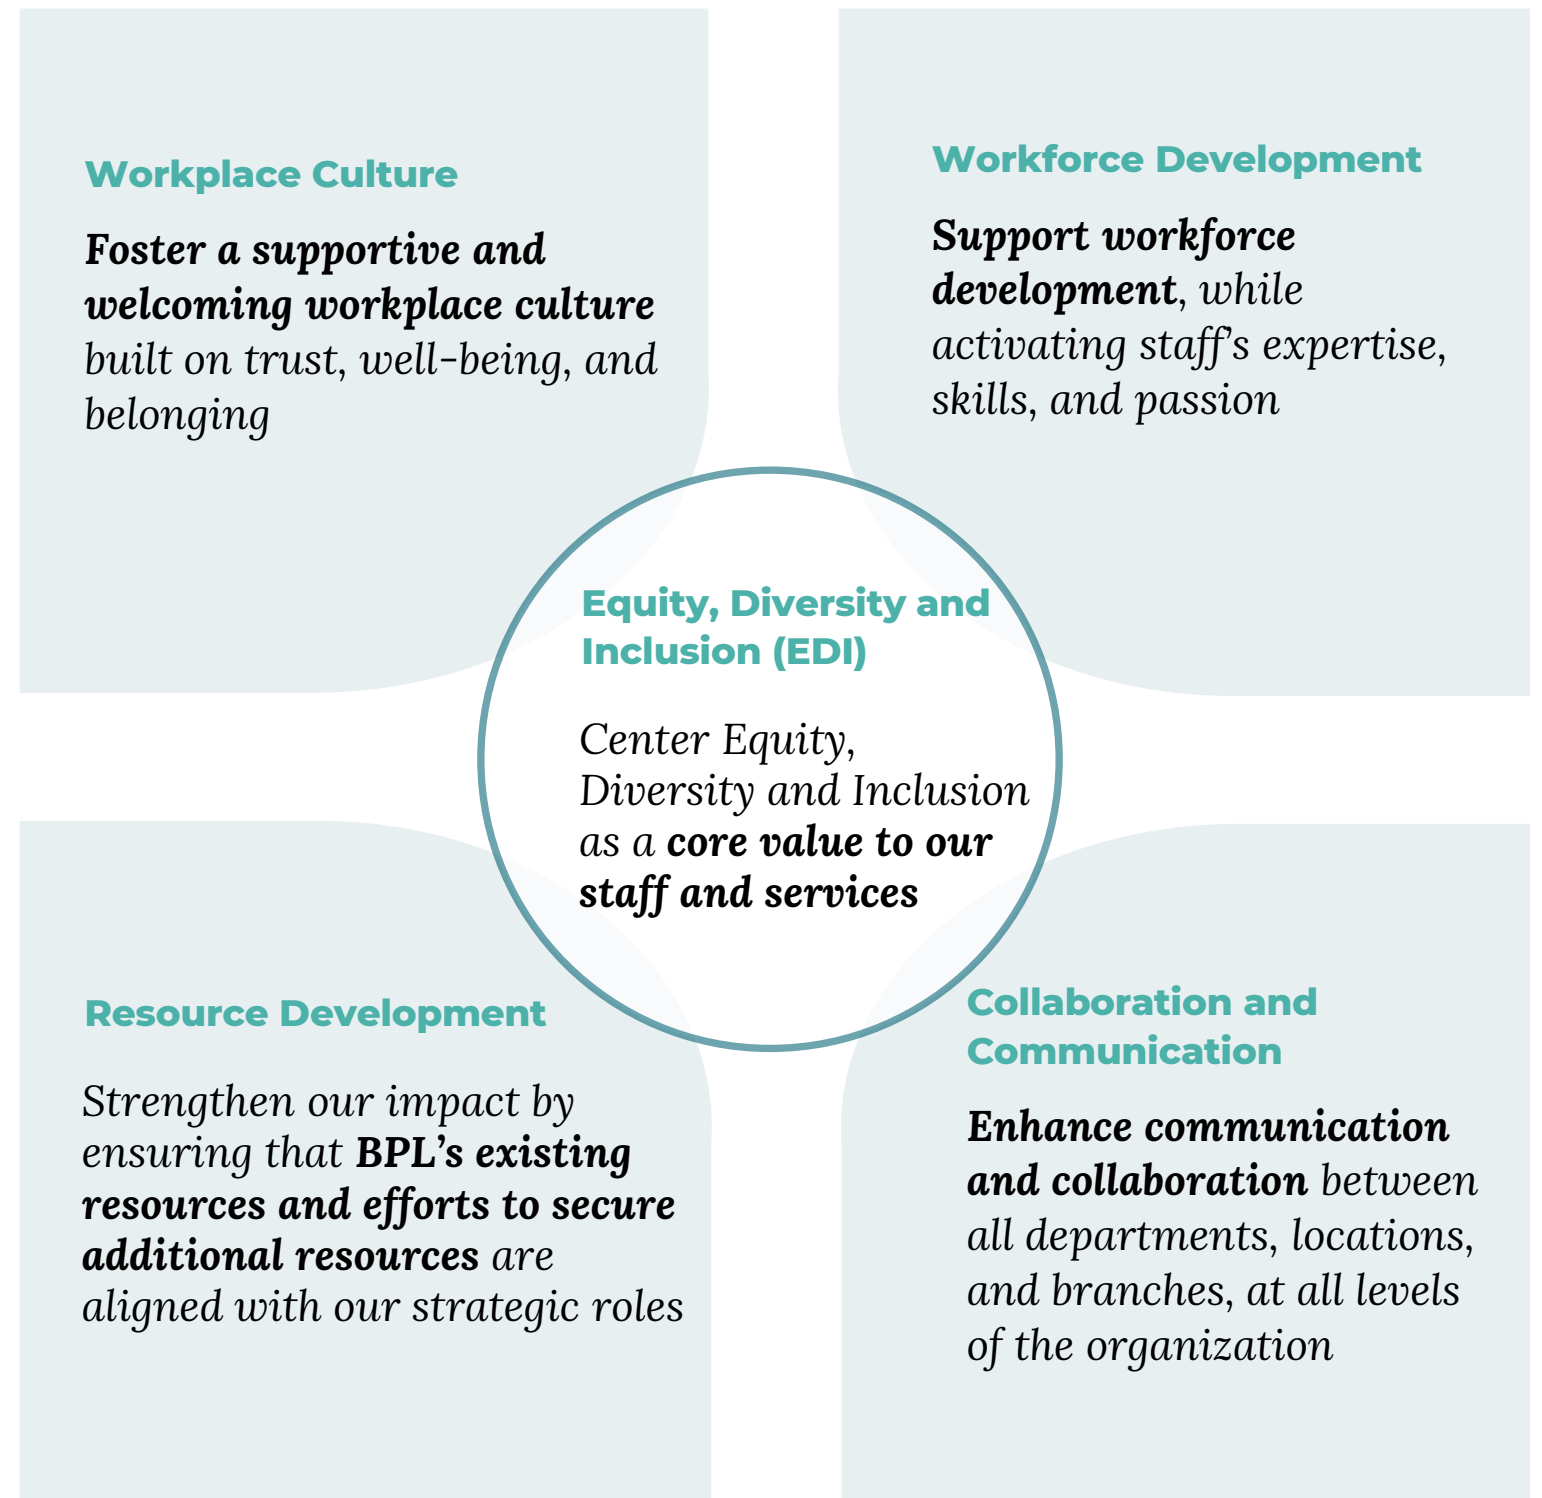 Workplace Culture
Foster a supportive and
welcoming workplace culture
built on trust, well-being, and
belonging
Workforce Development
Support workforce
development, while
activating staff’s expertise,
skills, and passion
Equity, Diversity and
Inclusion (EDI)
Center Equity,
Diversity and Inclusion
as a core value to our
staff and services
Resource Development
Strengthen our impact by
ensuring that BPL’s existing
resources and efforts to secure
additional resources are
aligned with our strategic roles
Collaboration and
Communication
Enhance communication
and collaboration between
all departments, locations,
and branches, at all levels
of the organization